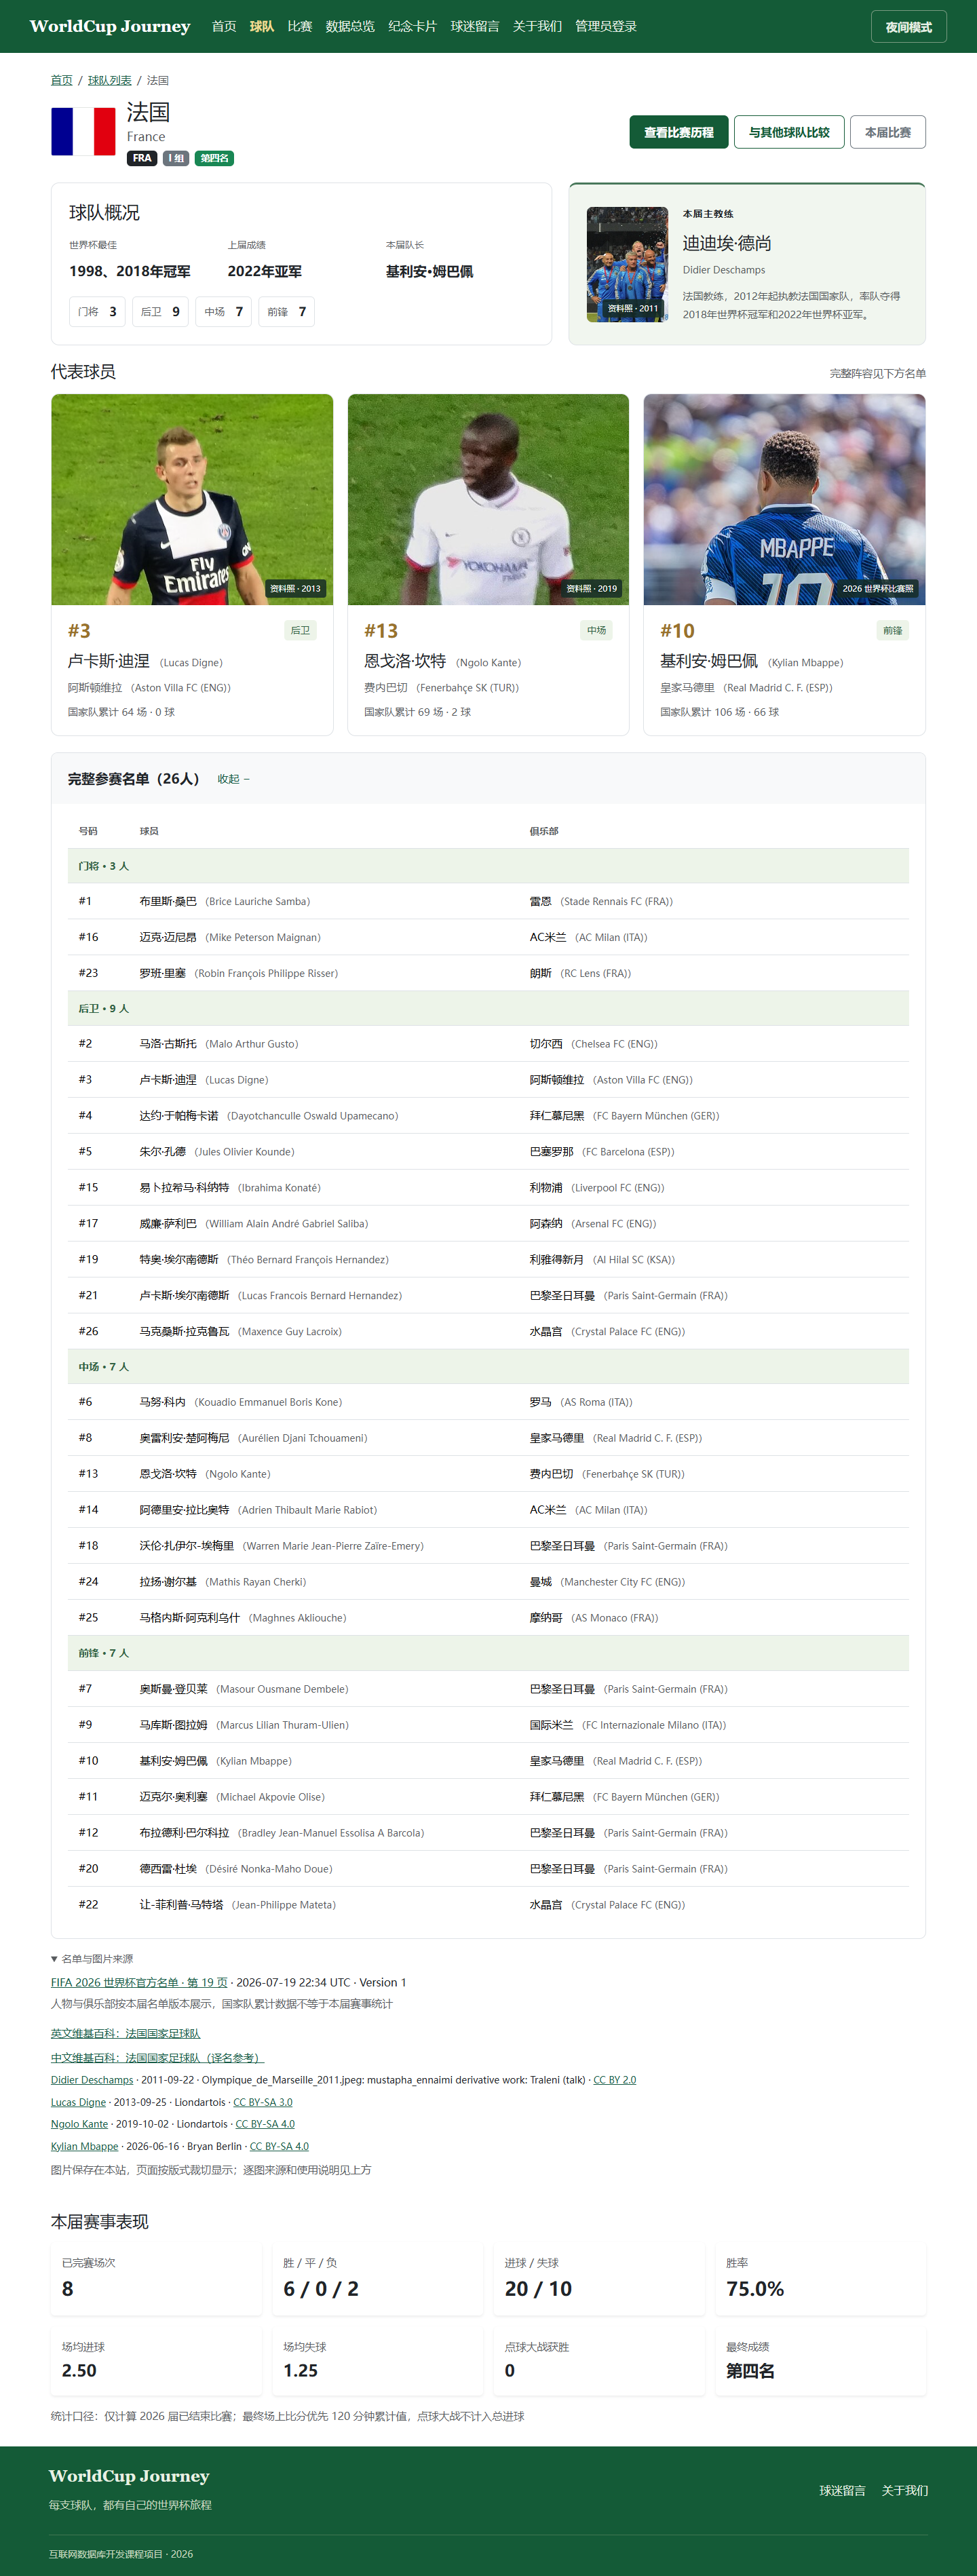 WorldCup Journey 首页 球队 比赛 数据总览 纪念卡片 球迷留言 关于我们 管理员登录 夜间模式
首页 / 球队列表 / 法国
法国
France
FRA I 组 第四名
查看比赛历程 与其他球队比较 本届比赛
球队概况
世界杯最佳 上届成绩 本届队长
1998、2018年冠军 2022年亚军 基利安•姆巴佩
门将 3 后卫 9 中场 7 前锋 7
资料照 · 2011
本届主教练
迪迪埃·德尚
Didier Deschamps
法国教练，2012年起执教法国国家队，率队夺得
2018年世界杯冠军和2022年世界杯亚军。
代表球员
完整阵容见下方名单
Fly
Emirates
资料照 · 2013
YOKOHAMA
资料照 · 2019
MBAPPE
10
2026 世界杯比赛照
#3 后卫
卢卡斯·迪涅 （Lucas Digne）
阿斯顿维拉 （Aston Villa FC (ENG)）
国家队累计 64 场 · 0 球
#13 中场
恩戈洛·坎特 （Ngolo Kante）
费内巴切 （Fenerbahçe SK (TUR)）
国家队累计 69 场 · 2 球
#10 前锋
基利安·姆巴佩 （Kylian Mbappe）
皇家马德里 （Real Madrid C. F. (ESP)）
国家队累计 106 场 · 66 球
完整参赛名单（26人） 收起 −
号码 球员 俱乐部
门将 • 3 人
#1 布里斯·桑巴 （Brice Lauriche Samba） 雷恩 （Stade Rennais FC (FRA)）
#16 迈克·迈尼昂 （Mike Peterson Maignan） AC米兰 （AC Milan (ITA)）
#23 罗班·里塞 （Robin François Philippe Risser） 朗斯 （RC Lens (FRA)）
后卫 • 9 人
#2 马洛·古斯托 （Malo Arthur Gusto） 切尔西 （Chelsea FC (ENG)）
#3 卢卡斯·迪涅 （Lucas Digne） 阿斯顿维拉 （Aston Villa FC (ENG)）
#4 达约·于帕梅卡诺 （Dayotchanculle Oswald Upamecano） 拜仁慕尼黑 （FC Bayern München (GER)）
#5 朱尔·孔德 （Jules Olivier Kounde） 巴塞罗那 （FC Barcelona (ESP)）
#15 易卜拉希马·科纳特 （Ibrahima Konaté） 利物浦 （Liverpool FC (ENG)）
#17 威廉·萨利巴 （William Alain André Gabriel Saliba） 阿森纳 （Arsenal FC (ENG)）
#19 特奥·埃尔南德斯 （Théo Bernard François Hernandez） 利雅得新月 （Al Hilal SC (KSA)）
#21 卢卡斯·埃尔南德斯 （Lucas Francois Bernard Hernandez） 巴黎圣日耳曼 （Paris Saint-Germain (FRA)）
#26 马克桑斯·拉克鲁瓦 （Maxence Guy Lacroix） 水晶宫 （Crystal Palace FC (ENG)）
中场 • 7 人
#6 马努·科内 （Kouadio Emmanuel Boris Kone） 罗马 （AS Roma (ITA)）
#8 奥雷利安·楚阿梅尼 （Aurélien Djani Tchouameni） 皇家马德里 （Real Madrid C. F. (ESP)）
#13 恩戈洛·坎特 （Ngolo Kante） 费内巴切 （Fenerbahçe SK (TUR)）
#14 阿德里安·拉比奥特 （Adrien Thibault Marie Rabiot） AC米兰 （AC Milan (ITA)）
#18 沃伦·扎伊尔-埃梅里 （Warren Marie Jean-Pierre Zaïre-Emery） 巴黎圣日耳曼 （Paris Saint-Germain (FRA)）
#24 拉扬·谢尔基 （Mathis Rayan Cherki） 曼城 （Manchester City FC (ENG)）
#25 马格内斯·阿克利乌什 （Maghnes Akliouche） 摩纳哥 （AS Monaco (FRA)）
前锋 • 7 人
#7 奥斯曼·登贝莱 （Masour Ousmane Dembele） 巴黎圣日耳曼 （Paris Saint-Germain (FRA)）
#9 马库斯·图拉姆 （Marcus Lilian Thuram-Ulien） 国际米兰 （FC Internazionale Milano (ITA)）
#10 基利安·姆巴佩 （Kylian Mbappe） 皇家马德里 （Real Madrid C. F. (ESP)）
#11 迈克尔·奥利塞 （Michael Akpovie Olise） 拜仁慕尼黑 （FC Bayern München (GER)）
#12 布拉德利·巴尔科拉 （Bradley Jean-Manuel Essolisa A Barcola） 巴黎圣日耳曼 （Paris Saint-Germain (FRA)）
#20 德西雷·杜埃 （Désiré Nonka-Maho Doue） 巴黎圣日耳曼 （Paris Saint-Germain (FRA)）
#22 让-菲利普·马特塔 （Jean-Philippe Mateta） 水晶宫 （Crystal Palace FC (ENG)）
▼ 名单与图片来源
FIFA 2026 世界杯官方名单 · 第 19 页 · 2026-07-19 22:34 UTC · Version 1
人物与俱乐部按本届名单版本展示，国家队累计数据不等于本届赛事统计
英文维基百科：法国国家足球队
中文维基百科：法国国家足球队（译名参考）
Didier Deschamps · 2011-09-22 · Olympique_de_Marseille_2011.jpeg: mustapha_ennaimi derivative work: Traleni (talk) · CC BY 2.0
Lucas Digne · 2013-09-25 · Liondartois · CC BY-SA 3.0
Ngolo Kante · 2019-10-02 · Liondartois · CC BY-SA 4.0
Kylian Mbappe · 2026-06-16 · Bryan Berlin · CC BY-SA 4.0
图片保存在本站，页面按版式裁切显示；逐图来源和使用说明见上方
本届赛事表现
已完赛场次 胜 / 平 / 负 进球 / 失球 胜率
8 6 / 0 / 2 20 / 10 75.0%
场均进球 场均失球 点球大战获胜 最终成绩
2.50 1.25 0 第四名
统计口径：仅计算 2026 届已结束比赛；最终场上比分优先 120 分钟累计值，点球大战不计入总进球
WorldCup Journey
每支球队，都有自己的世界杯旅程
球迷留言 关于我们
互联网数据库开发课程项目 · 2026